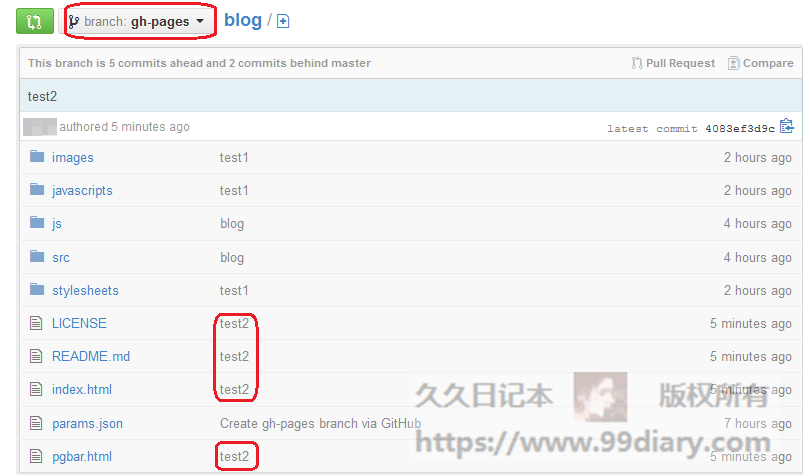 branch: gh-pages blog /
This branch is 5 commits ahead and 2 commits behind master Pull Request Compare
test2
authored 5 minutes ago latest commit 4083ef3d9c
images test1 2 hours ago
javascripts test1 2 hours ago
js blog 4 hours ago
src blog 4 hours ago
stylesheets test1 2 hours ago
LICENSE test2 5 minutes ago
README.md test2 5 minutes ago
index.html test2 5 minutes ago
久久日记本 版权所有
params.json Create gh-pages branch via GitHub 7 hours ago
https://www.99diary.com
pgbar.html test2 5 minutes ago